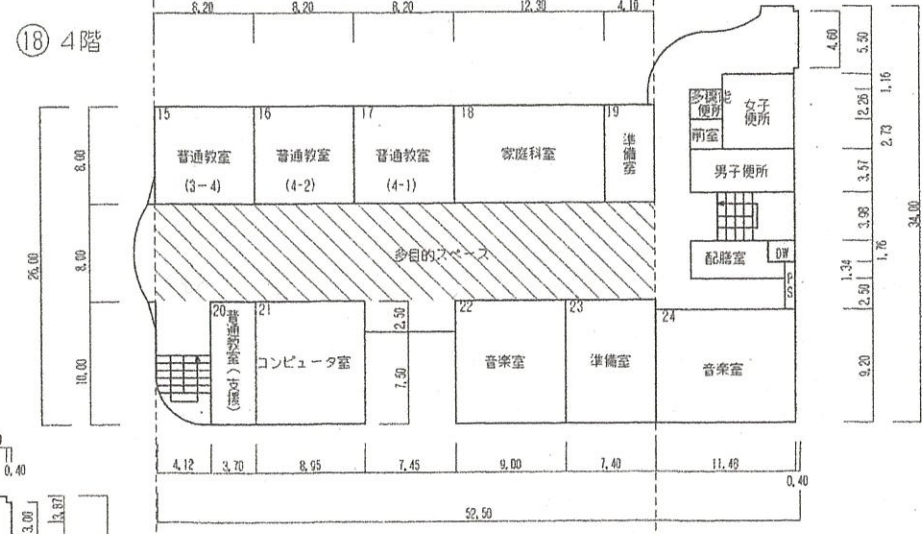 8.20 8.20 8.20 12.30 4.10
⑱ 4階
4.60 5.50
1.16
2.26
2.73
3.57
3.98
34.00
1.76
1.34
2.50
9.20
26.00
8.00
8.00
10.00
15 普通教室 (3-4)
16 普通教室 (4-2)
17 普通教室 (4-1)
18 家庭科室
19 準備室
多機能便所
女子便所
前室
男子便所
多目的スペース
配膳室
DW
PS
20 普通教室(支援)
21 コンピュータ室
2.50
7.50
22 音楽室
23 準備室
24 音楽室
4.12 3.70 8.95 7.45 9.00 7.40 11.48
0.40
52.50
0.40
3.00 3.87